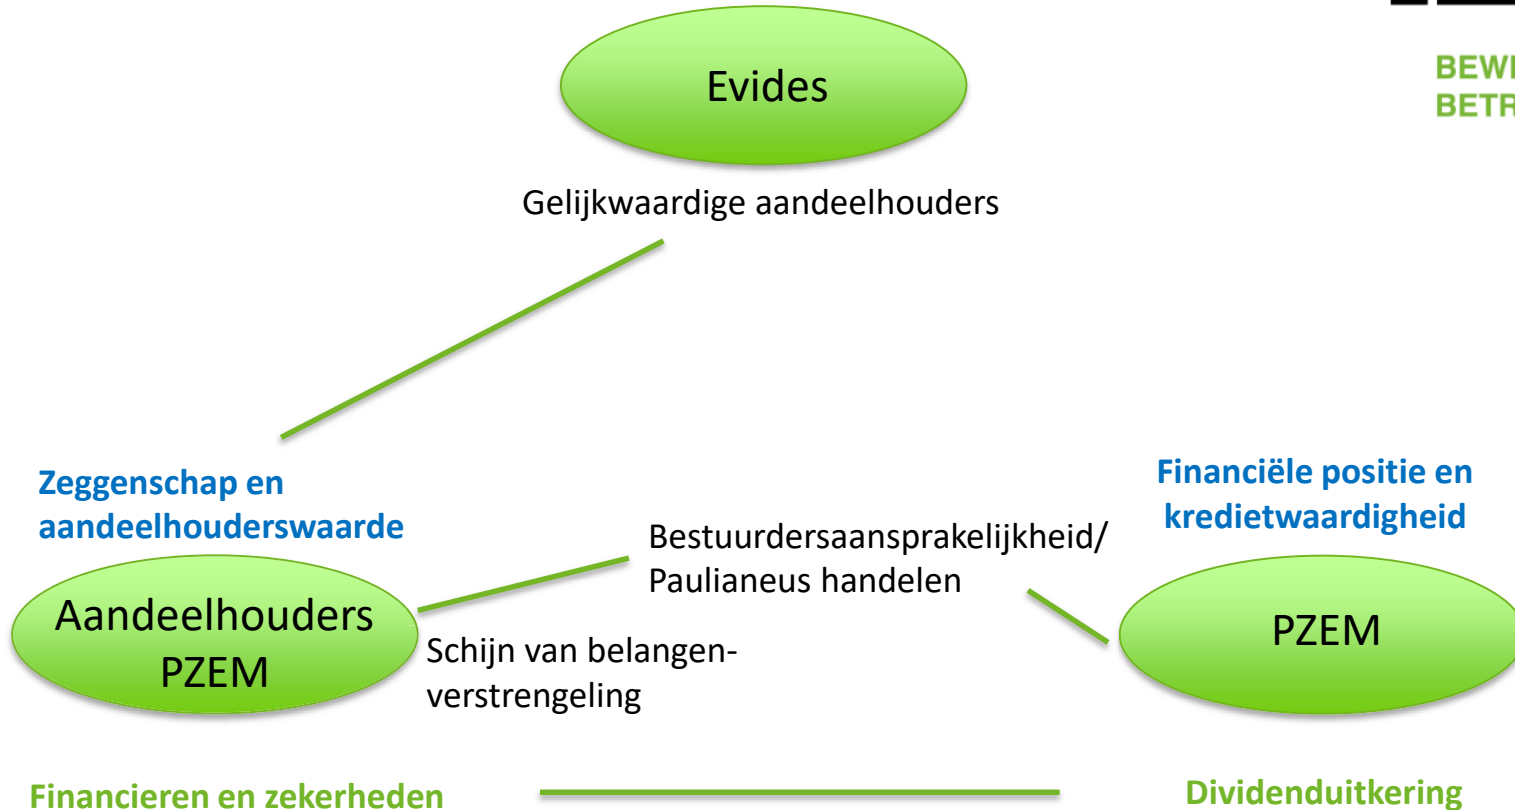 Evides
Gelijkwaardige aandeelhouders
Zeggenschap en
aandeelhouderswaarde
Financiële positie en
kredietwaardigheid
Bestuurdersaansprakelijkheid/
Paulianeus handelen
Aandeelhouders
PZEM
Schijn van belangen-
verstrengeling
PZEM
Financieren en zekerheden
Dividenduitkering